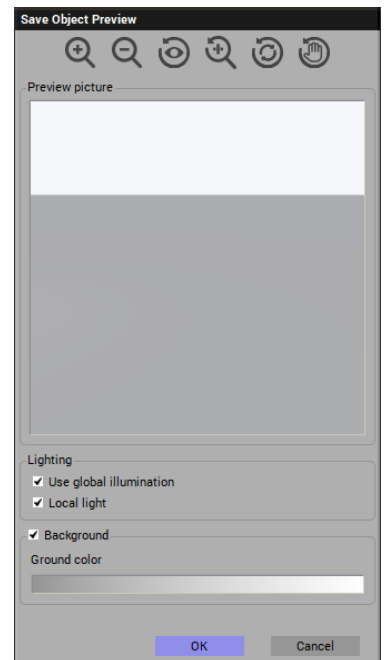 Save Object Preview
Preview picture
Lighting
Use global illumination
Local light
Background
Ground color
OK
Cancel